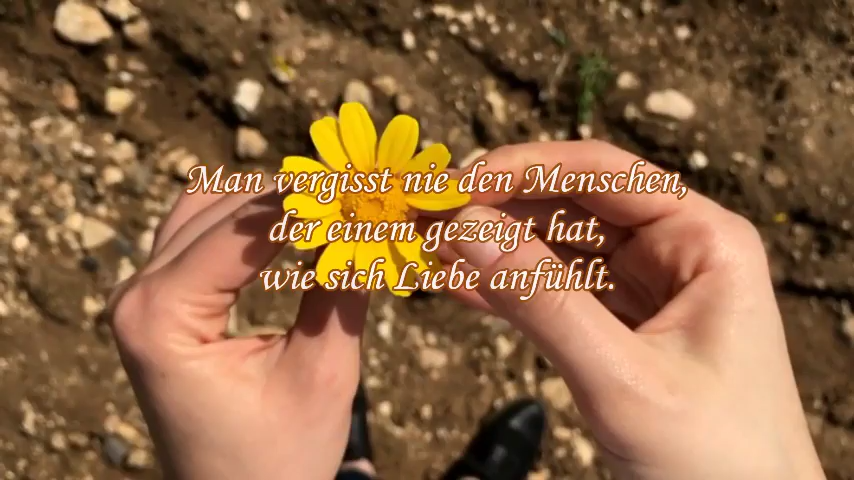 Man vergisst nie den Menschen,
der einem gezeigt hat,
wie sich Liebe anfühlt.